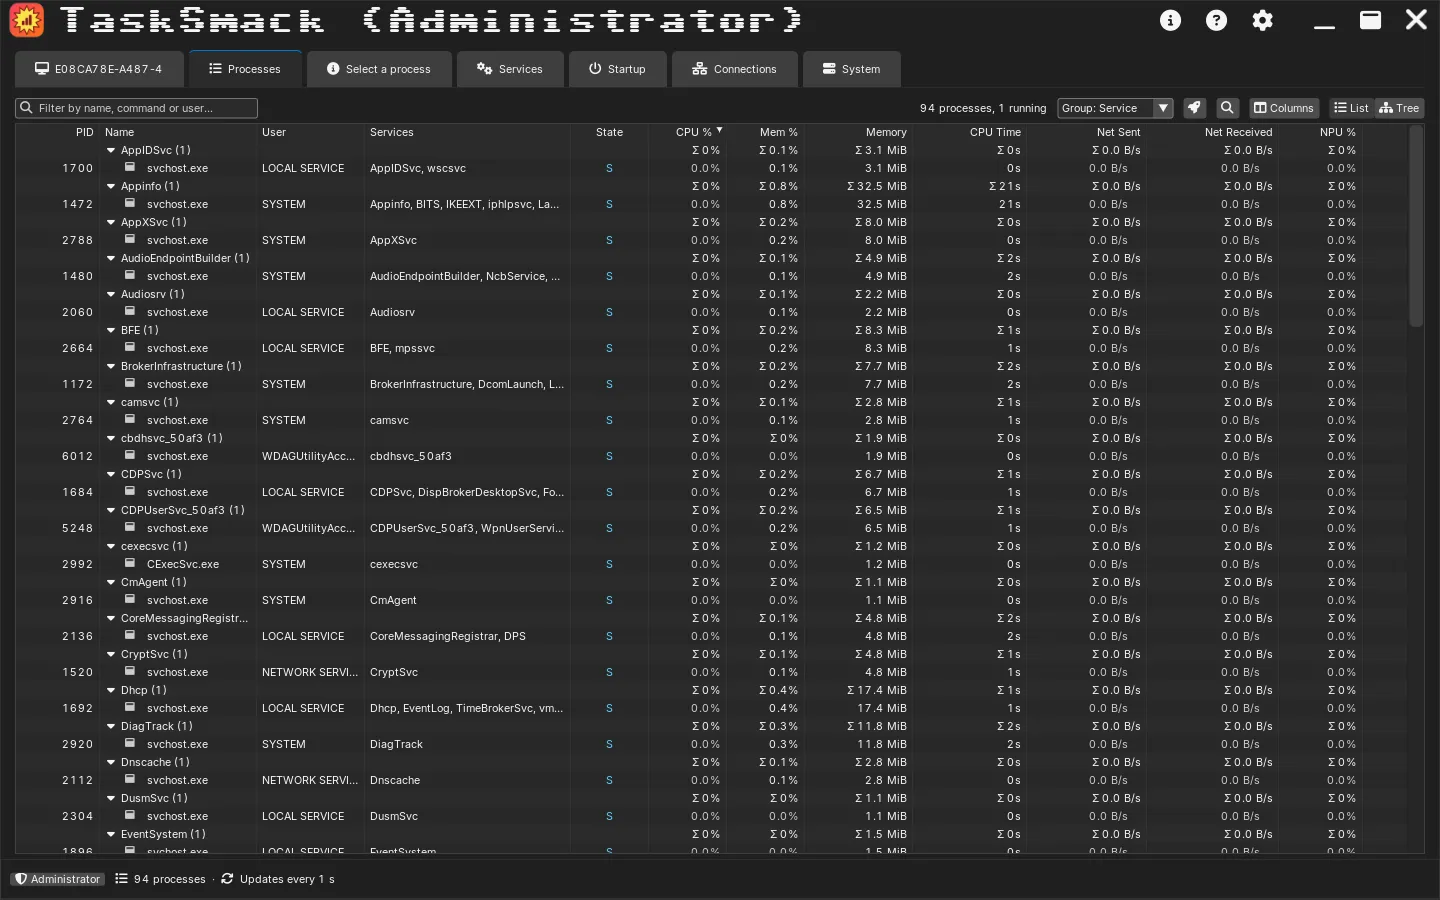 TaskSmack (Administrator)
E08CA78E-A487-4 Processes Select a process Services Startup Connections System
Filter by name, command or user... 94 processes, 1 running Group: Service Columns List Tree
PID Name User Services State CPU % Mem % Memory CPU Time Net Sent Net Received NPU %
AppIDSvc (1) Σ 0% Σ 0.1% Σ 3.1 MiB Σ 0s Σ 0.0 B/s Σ 0.0 B/s Σ 0%
1700 svchost.exe LOCAL SERVICE AppIDSvc, wscsvc S 0.0% 0.1% 3.1 MiB 0s 0.0 B/s 0.0 B/s 0.0%
Appinfo (1) Σ 0% Σ 0.8% Σ 32.5 MiB Σ 21s Σ 0.0 B/s Σ 0.0 B/s Σ 0%
1472 svchost.exe SYSTEM Appinfo, BITS, IKEEXT, iphlpsvc, La... S 0.0% 0.8% 32.5 MiB 21s 0.0 B/s 0.0 B/s 0.0%
AppXSvc (1) Σ 0% Σ 0.2% Σ 8.0 MiB Σ 0s Σ 0.0 B/s Σ 0.0 B/s Σ 0%
2788 svchost.exe SYSTEM AppXSvc S 0.0% 0.2% 8.0 MiB 0s 0.0 B/s 0.0 B/s 0.0%
AudioEndpointBuilder (1) Σ 0% Σ 0.1% Σ 4.9 MiB Σ 2s Σ 0.0 B/s Σ 0.0 B/s Σ 0%
1480 svchost.exe SYSTEM AudioEndpointBuilder, NcbService, ... S 0.0% 0.1% 4.9 MiB 2s 0.0 B/s 0.0 B/s 0.0%
Audiosrv (1) Σ 0% Σ 0.1% Σ 2.2 MiB Σ 0s Σ 0.0 B/s Σ 0.0 B/s Σ 0%
2060 svchost.exe LOCAL SERVICE Audiosrv S 0.0% 0.1% 2.2 MiB 0s 0.0 B/s 0.0 B/s 0.0%
BFE (1) Σ 0% Σ 0.2% Σ 8.3 MiB Σ 1s Σ 0.0 B/s Σ 0.0 B/s Σ 0%
2664 svchost.exe LOCAL SERVICE BFE, mpssvc S 0.0% 0.2% 8.3 MiB 1s 0.0 B/s 0.0 B/s 0.0%
BrokerInfrastructure (1) Σ 0% Σ 0.2% Σ 7.7 MiB Σ 2s Σ 0.0 B/s Σ 0.0 B/s Σ 0%
1172 svchost.exe SYSTEM BrokerInfrastructure, DcomLaunch, L... S 0.0% 0.2% 7.7 MiB 2s 0.0 B/s 0.0 B/s 0.0%
camsvc (1) Σ 0% Σ 0.1% Σ 2.8 MiB Σ 1s Σ 0.0 B/s Σ 0.0 B/s Σ 0%
2764 svchost.exe SYSTEM camsvc S 0.0% 0.1% 2.8 MiB 1s 0.0 B/s 0.0 B/s 0.0%
cbdhsvc_50af3 (1) Σ 0% Σ 0% Σ 1.9 MiB Σ 0s Σ 0.0 B/s Σ 0.0 B/s Σ 0%
6012 svchost.exe WDAGUtilityAcc... cbdhsvc_50af3 S 0.0% 0.0% 1.9 MiB 0s 0.0 B/s 0.0 B/s 0.0%
CDPSvc (1) Σ 0% Σ 0.2% Σ 6.7 MiB Σ 1s Σ 0.0 B/s Σ 0.0 B/s Σ 0%
1684 svchost.exe LOCAL SERVICE CDPSvc, DispBrokerDesktopSvc, Fo... S 0.0% 0.2% 6.7 MiB 1s 0.0 B/s 0.0 B/s 0.0%
CDPUserSvc_50af3 (1) Σ 0% Σ 0.2% Σ 6.5 MiB Σ 1s Σ 0.0 B/s Σ 0.0 B/s Σ 0%
5248 svchost.exe WDAGUtilityAcc... CDPUserSvc_50af3, WpnUserServi... S 0.0% 0.2% 6.5 MiB 1s 0.0 B/s 0.0 B/s 0.0%
cexecsvc (1) Σ 0% Σ 0% Σ 1.2 MiB Σ 0s Σ 0.0 B/s Σ 0.0 B/s Σ 0%
2992 CExecSvc.exe SYSTEM cexecsvc S 0.0% 0.0% 1.2 MiB 0s 0.0 B/s 0.0 B/s 0.0%
CmAgent (1) Σ 0% Σ 0% Σ 1.1 MiB Σ 0s Σ 0.0 B/s Σ 0.0 B/s Σ 0%
2916 svchost.exe SYSTEM CmAgent S 0.0% 0.0% 1.1 MiB 0s 0.0 B/s 0.0 B/s 0.0%
CoreMessagingRegistr... Σ 0% Σ 0.1% Σ 4.8 MiB Σ 2s Σ 0.0 B/s Σ 0.0 B/s Σ 0%
2136 svchost.exe LOCAL SERVICE CoreMessagingRegistrar, DPS S 0.0% 0.1% 4.8 MiB 2s 0.0 B/s 0.0 B/s 0.0%
CryptSvc (1) Σ 0% Σ 0.1% Σ 4.8 MiB Σ 1s Σ 0.0 B/s Σ 0.0 B/s Σ 0%
1520 svchost.exe NETWORK SERVI... CryptSvc S 0.0% 0.1% 4.8 MiB 1s 0.0 B/s 0.0 B/s 0.0%
Dhcp (1) Σ 0% Σ 0.4% Σ 17.4 MiB Σ 1s Σ 0.0 B/s Σ 0.0 B/s Σ 0%
1692 svchost.exe LOCAL SERVICE Dhcp, EventLog, TimeBrokerSvc, vm... S 0.0% 0.4% 17.4 MiB 1s 0.0 B/s 0.0 B/s 0.0%
DiagTrack (1) Σ 0% Σ 0.3% Σ 11.8 MiB Σ 2s Σ 0.0 B/s Σ 0.0 B/s Σ 0%
2920 svchost.exe SYSTEM DiagTrack S 0.0% 0.3% 11.8 MiB 2s 0.0 B/s 0.0 B/s 0.0%
Dnscache (1) Σ 0% Σ 0.1% Σ 2.8 MiB Σ 0s Σ 0.0 B/s Σ 0.0 B/s Σ 0%
2112 svchost.exe NETWORK SERVI... Dnscache S 0.0% 0.1% 2.8 MiB 0s 0.0 B/s 0.0 B/s 0.0%
DusmSvc (1) Σ 0% Σ 0% Σ 1.1 MiB Σ 0s Σ 0.0 B/s Σ 0.0 B/s Σ 0%
2304 svchost.exe LOCAL SERVICE DusmSvc S 0.0% 0.0% 1.1 MiB 0s 0.0 B/s 0.0 B/s 0.0%
EventSystem (1) Σ 0% Σ 0% Σ 1.5 MiB Σ 0s Σ 0.0 B/s Σ 0.0 B/s Σ 0%
1896 svchost.exe LOCAL SERVICE EventSystem S 0.0% 0.0% 1.5 MiB 0s 0.0 B/s 0.0 B/s 0.0%
Administrator 94 processes · Updates every 1 s